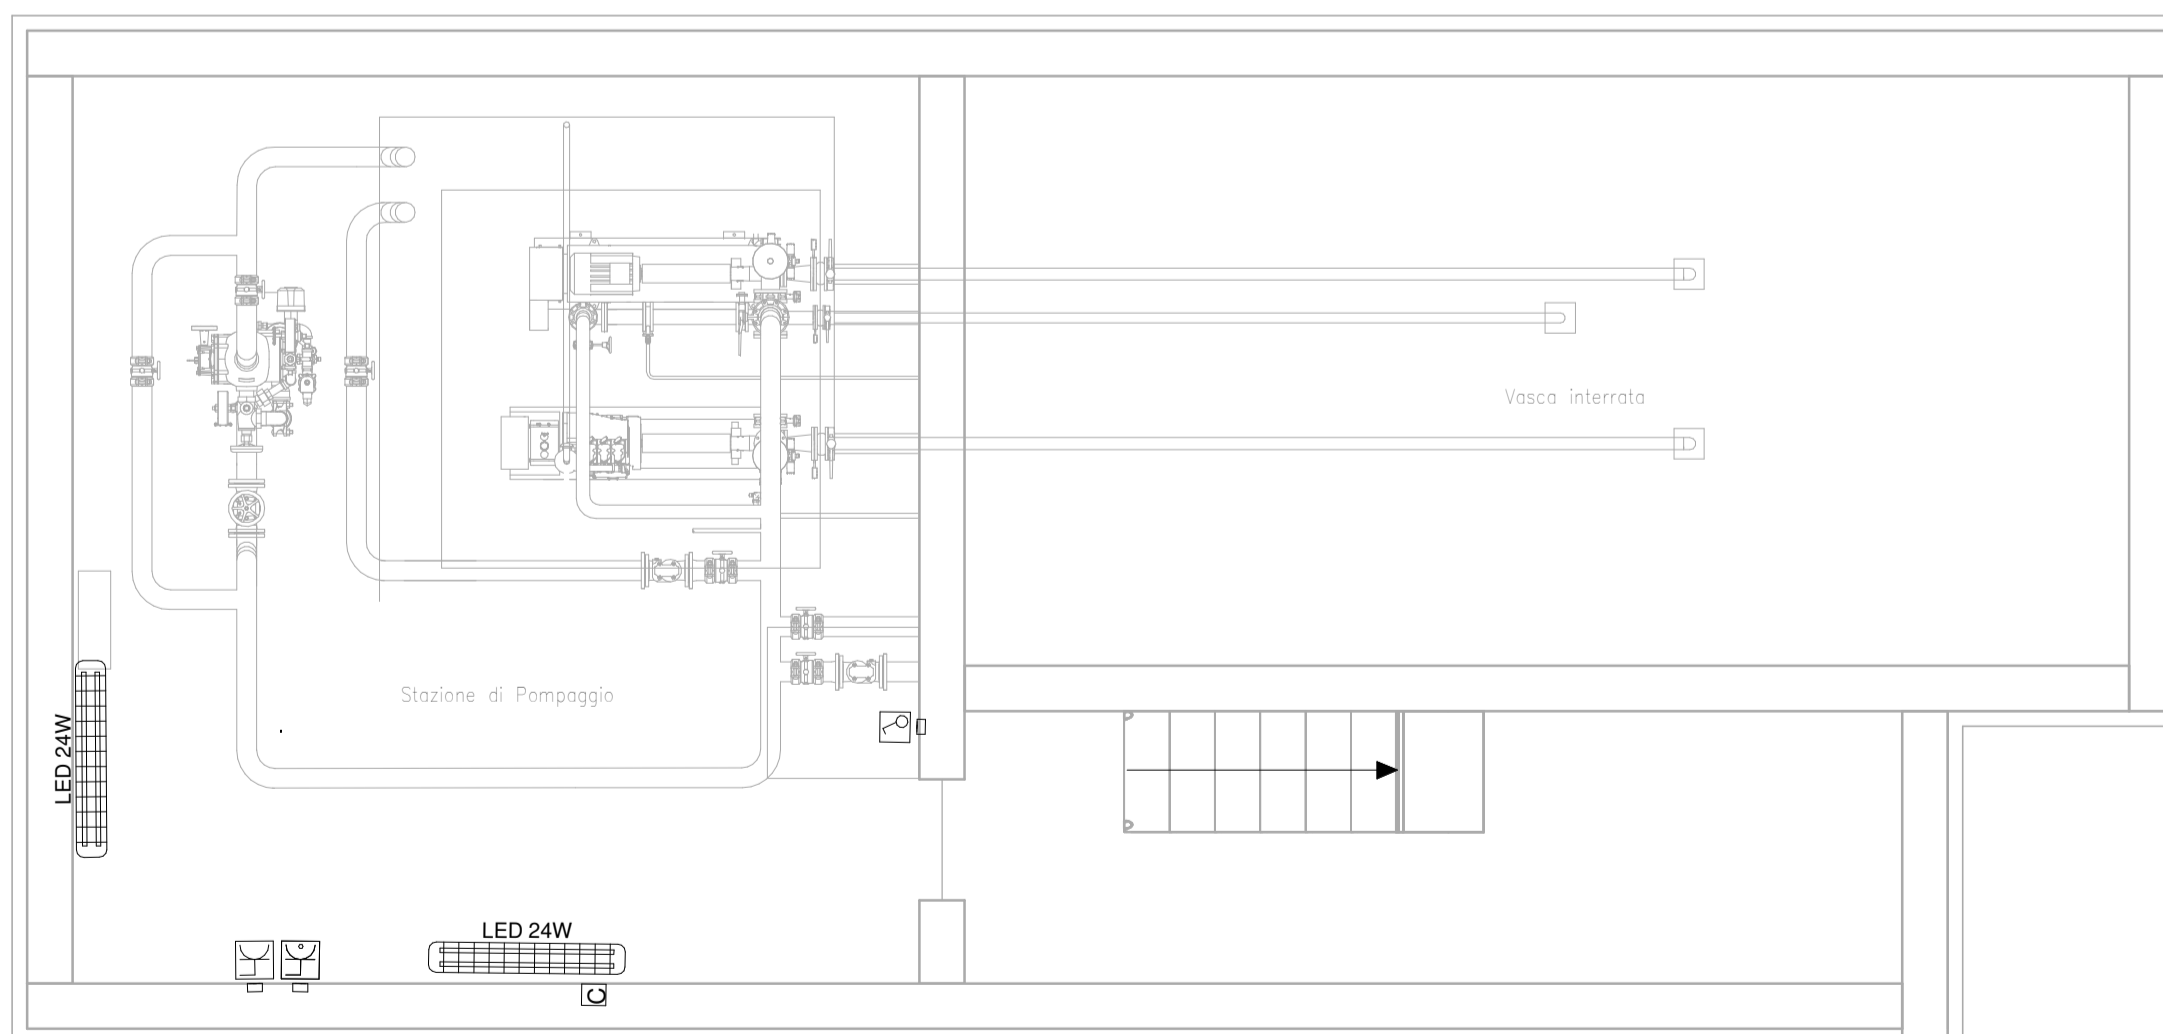 Vasca interrata
Stazione di Pompaggio
LED 24W
LED 24W
C